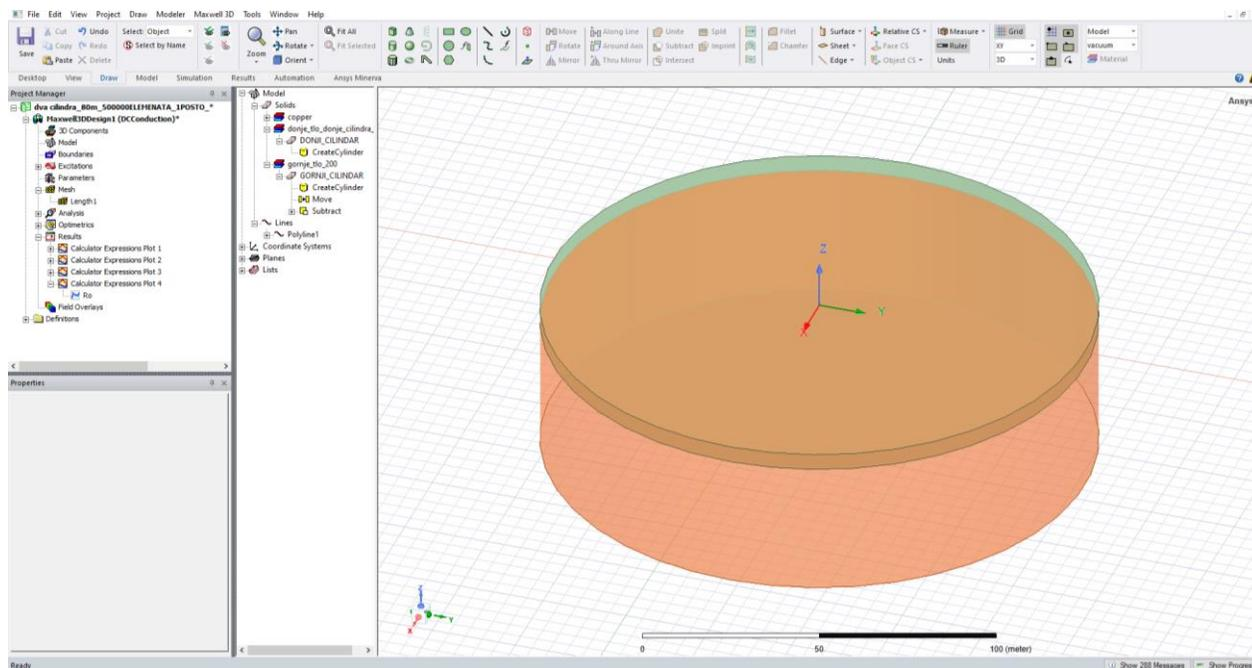 File Edit View Project Draw Modeler Maxwell 3D Tools Window Help
Save
Cut
Copy
Paste
Undo
Redo
Delete
Select: Object
Select by Name
Zoom
Pan
Rotate
Orient
Fit All
Fit Selected
Move
Rotate
Mirror
Along Line
Around Axis
Thru Mirror
Unite
Subtract
Intersect
Split
Imprint
Fillet
Chamfer
Surface
Sheet
Edge
Relative CS
Face CS
Object CS
Measure
Ruler
Units
Grid
XY
3D
Model
vacuum
Material
Desktop View Draw Model Simulation Results Automation Ansys Minerva
Project Manager
dva cilindra_80m_500000ELEMENATA_1POSTO_*
Maxwell3DDesign1 (DCConduction)*
3D Components
Model
Boundaries
Excitations
Parameters
Mesh
Length1
Analysis
Optimetrics
Results
Calculator Expressions Plot 1
Calculator Expressions Plot 2
Calculator Expressions Plot 3
Calculator Expressions Plot 4
Ro
Field Overlays
Definitions
Properties
Model
Solids
copper
donje_tlo_donje_cilindra_
DONJI_CILINDAR
CreateCylinder
gornje_tlo_200
GORNJI_CILINDAR
CreateCylinder
Move
Subtract
Lines
Polyline1
Coordinate Systems
Planes
Lists
Ansys
Z
Y
X
Z
Y
X
0 50 100 (meter)
Ready
Show 288 Messages Show Progress